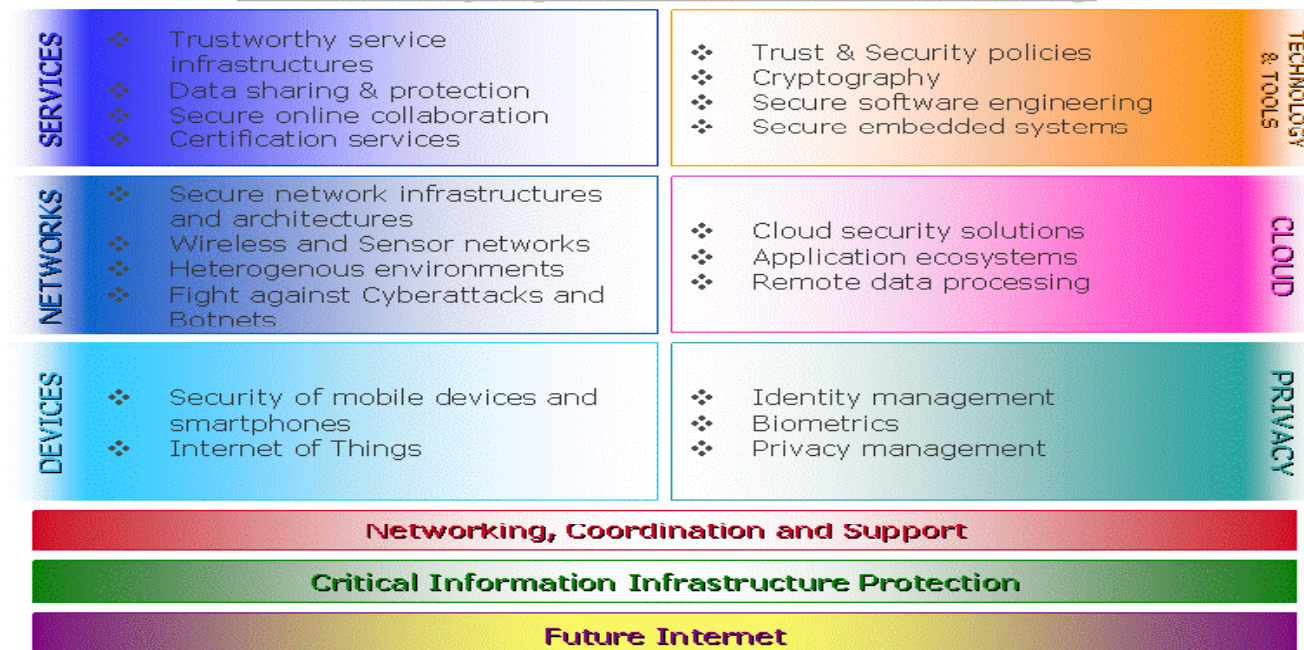 SERVICES
❖ Trustworthy service
infrastructures
❖ Data sharing & protection
❖ Secure online collaboration
❖ Certification services
❖ Trust & Security policies
❖ Cryptography
❖ Secure software engineering
❖ Secure embedded systems
TECHNOLOGY
& TOOLS
NETWORKS
❖ Secure network infrastructures
and architectures
❖ Wireless and Sensor networks
❖ Heterogenous environments
❖ Fight against Cyberattacks and
Botnets
❖ Cloud security solutions
❖ Application ecosystems
❖ Remote data processing
CLOUD
DEVICES
❖ Security of mobile devices and
smartphones
❖ Internet of Things
❖ Identity management
❖ Biometrics
❖ Privacy management
PRIVACY
Networking, Coordination and Support
Critical Information Infrastructure Protection
Future Internet